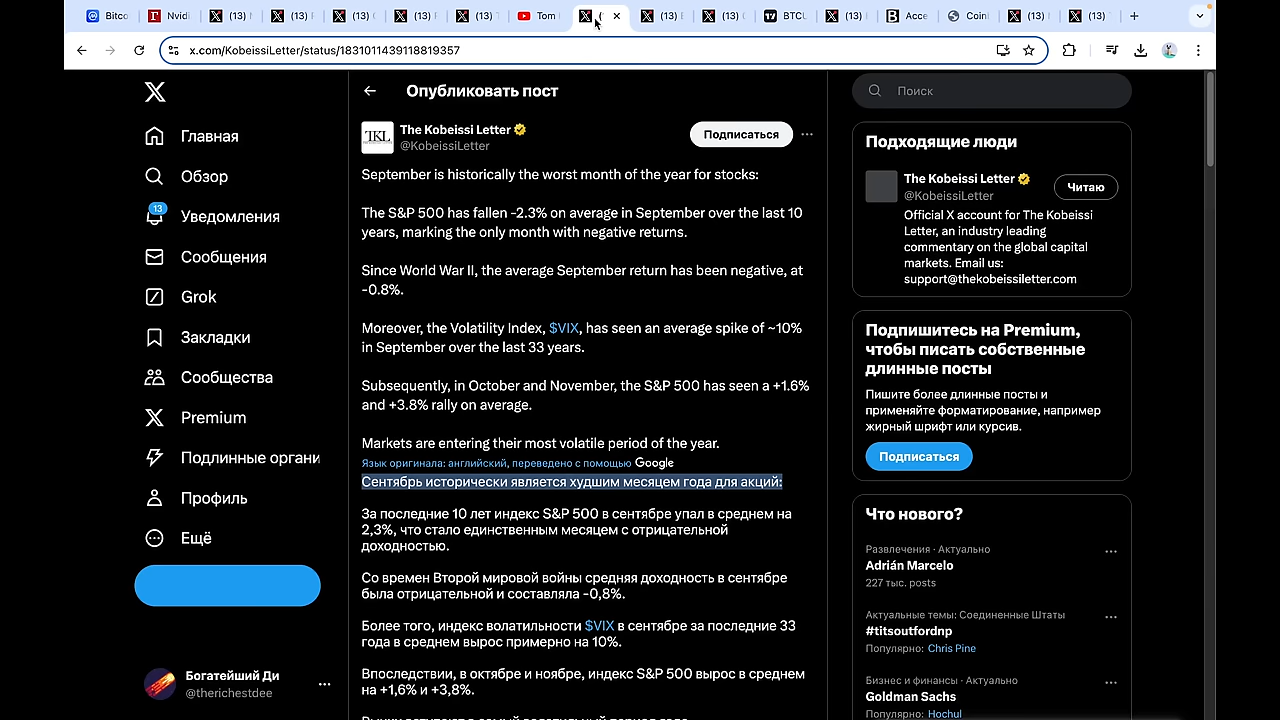 Bitco
Nvidi
(13) N
(13) F
(13) (
(13) F
(13) T
Tom l
(13) E
(13) C
BTCU
(13)
Acce
Coinl
(13)
(13)
x.com/KobeissiLetter/status/1831011439118819357
Главная
Обзор
13
Уведомления
Сообщения
Grok
Закладки
Сообщества
Premium
Подлинные органи
Профиль
Ещё
Богатейший Ди
@therichestdee
Опубликовать пост
TKL
The Kobeissi Letter
@KobeissiLetter
Подписаться
September is historically the worst month of the year for stocks:
The S&P 500 has fallen -2.3% on average in September over the last 10
years, marking the only month with negative returns.
Since World War II, the average September return has been negative, at
-0.8%.
Moreover, the Volatility Index, $VIX, has seen an average spike of ~10%
in September over the last 33 years.
Subsequently, in October and November, the S&P 500 has seen a +1.6%
and +3.8% rally on average.
Markets are entering their most volatile period of the year.
Язык оригинала: английский, переведено с помощью Google
Сентябрь исторически является худшим месяцем года для акций:
За последние 10 лет индекс S&P 500 в сентябре упал в среднем на
2,3%, что стало единственным месяцем с отрицательной
доходностью.
Со времен Второй мировой войны средняя доходность в сентябре
была отрицательной и составляла -0,8%.
Более того, индекс волатильности $VIX в сентябре за последние 33
года в среднем вырос примерно на 10%.
Впоследствии, в октябре и ноябре, индекс S&P 500 вырос в среднем
на +1,6% и +3,8%.
Поиск
Подходящие люди
The Kobeissi Letter
@KobeissiLetter
Читаю
Official X account for The Kobeissi
Letter, an industry leading
commentary on the global capital
markets. Email us:
support@thekobeissiletter.com
Подпишитесь на Premium,
чтобы писать собственные
длинные посты
Пишите более длинные посты и
применяйте форматирование, например
жирный шрифт или курсив.
Подписаться
Что нового?
Развлечения · Актуально
Adrián Marcelo
227 тыс. posts
Актуальные темы: Соединенные Штаты
#titsoutfordnp
Популярно: Chris Pine
Бизнес и финансы · Актуально
Goldman Sachs
Популярно: Hochul